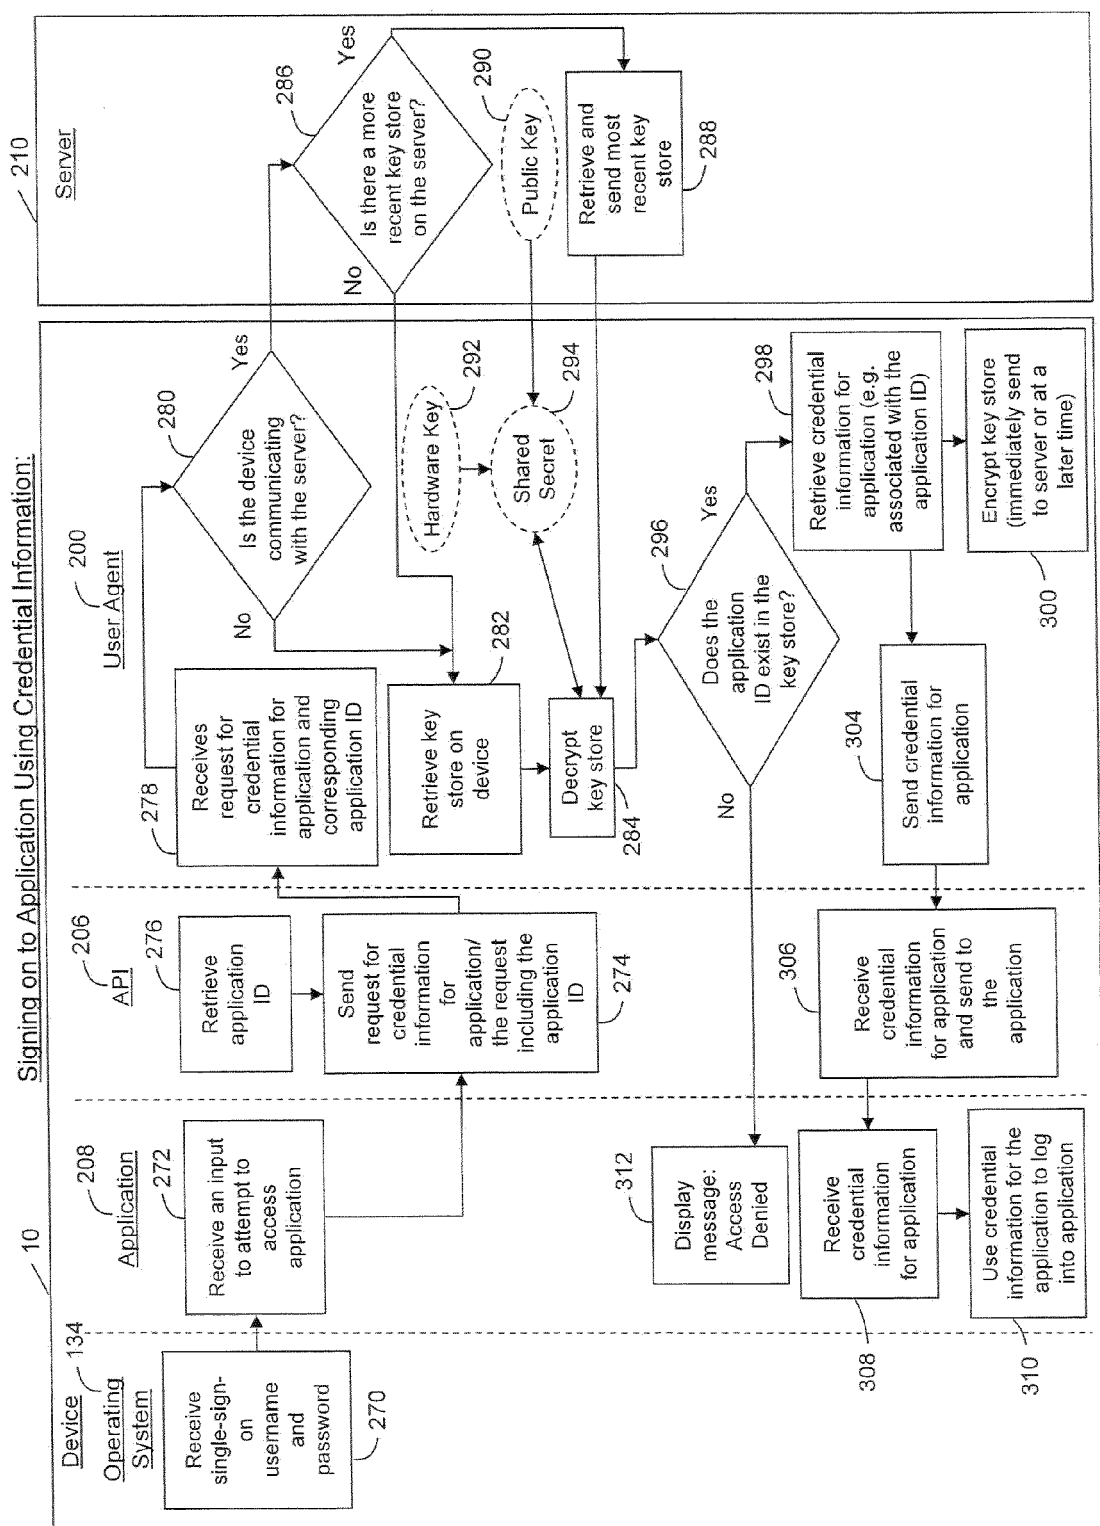 Signing on to Application Using Credential Information:
10
Device
134
Operating
System
208
Application
206
API
200
User Agent
210
Server
Receive
single-sign-
on
username
and
password
270
272
Receive an input
to attempt to
access
application
276
Retrieve
application
ID
Send
request for
credential
information
for
application/
the request
including the
application
ID
274
278
Receives
request for
credential
information for
application and
corresponding
application ID
280
Is the device
communicating
with the server?
No
Yes
286
Is there a more
recent key store
on the server?
No
Yes
290
Public Key
Retrieve and
send most
recent key
store
288
292
Hardware Key
294
Shared
Secret
282
Retrieve key
store on
device
Decrypt
key store
284
296
Does the
application
ID exist in the
key store?
No
Yes
298
Retrieve credential
information for
application (e.g.
associated with the
application ID)
Encrypt key store
(immediately send
to server or at a
later time)
300
304
Send credential
information for
application
306
Receive
credential
information
for application
and send to
the
application
312
Display
message:
Access
Denied
Receive
credential
information
for application
308
Use credential
information for the
application to log
into application
310